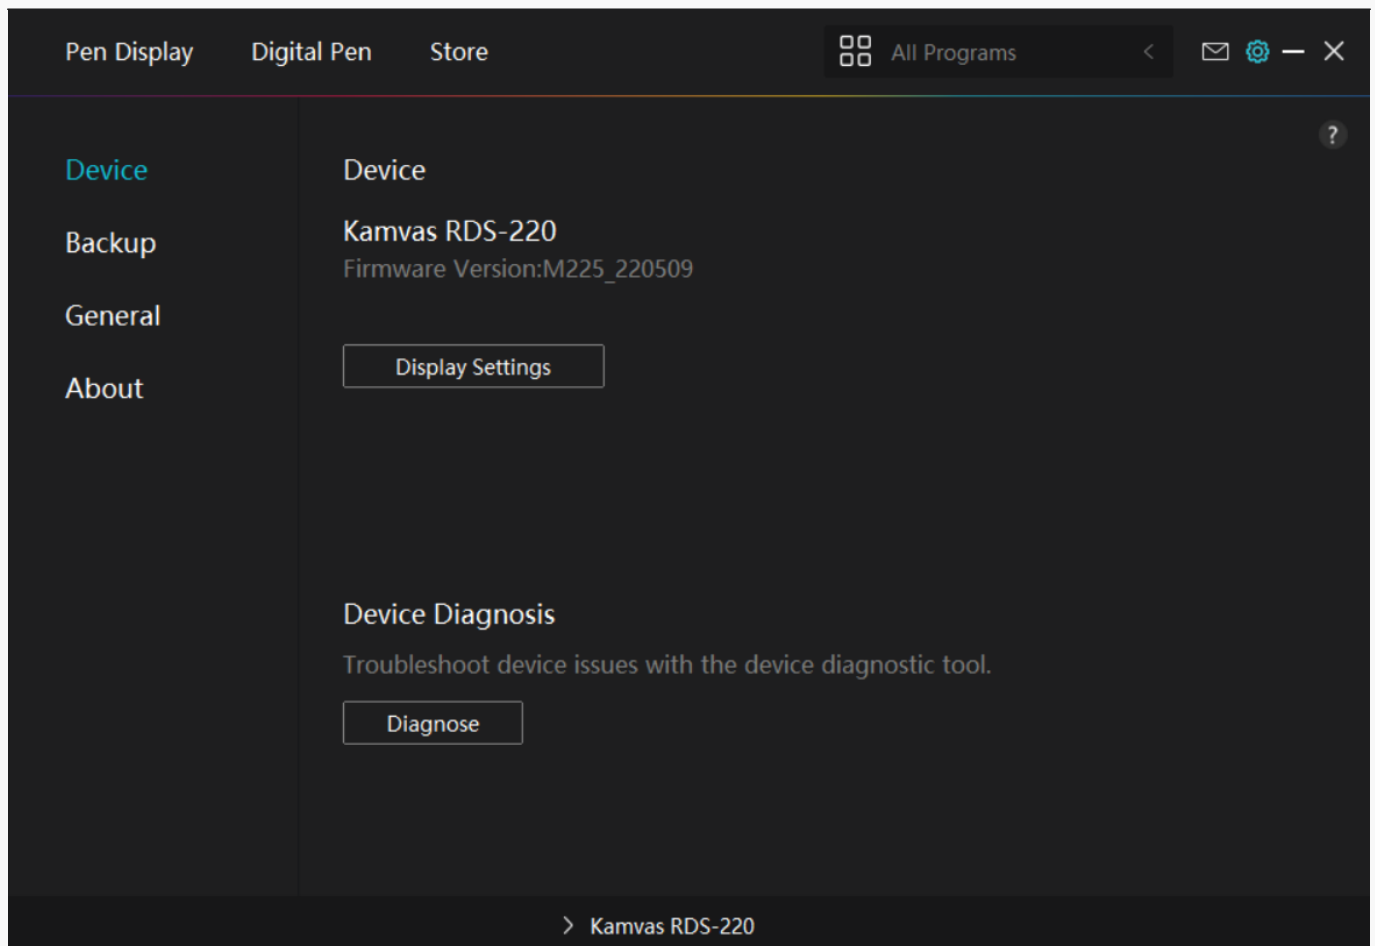 Pen Display Digital Pen Store All Programs
?
Device
Backup
General
About
Device
Kamvas RDS-220
Firmware Version:M225_220509
Display Settings
Device Diagnosis
Troubleshoot device issues with the device diagnostic tool.
Diagnose
Kamvas RDS-220